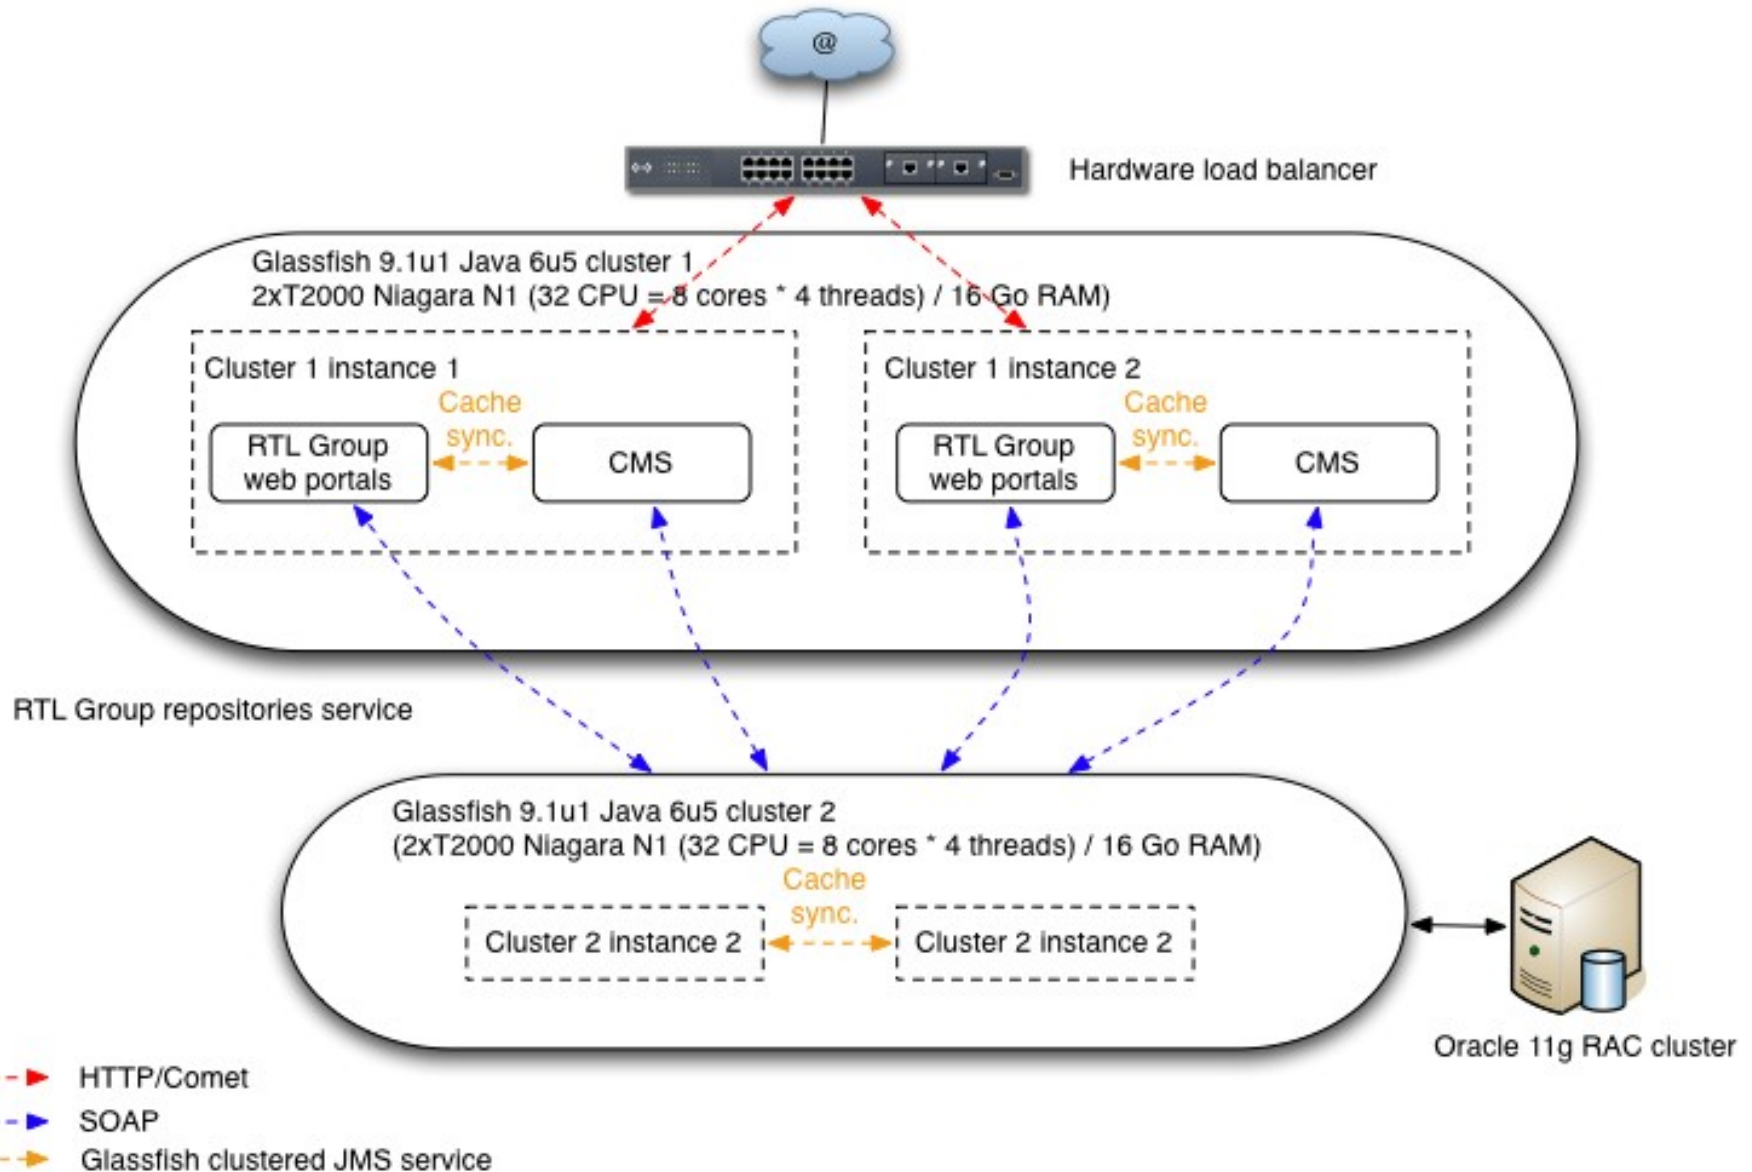 @
Hardware load balancer
Glassfish 9.1u1 Java 6u5 cluster 1
2xT2000 Niagara N1 (32 CPU = 8 cores * 4 threads) / 16 Go RAM)
Cluster 1 instance 1
Cache
sync.
RTL Group
web portals
CMS
Cluster 1 instance 2
Cache
sync.
RTL Group
web portals
CMS
RTL Group repositories service
Glassfish 9.1u1 Java 6u5 cluster 2
(2xT2000 Niagara N1 (32 CPU = 8 cores * 4 threads) / 16 Go RAM)
Cache
sync.
Cluster 2 instance 2
Cluster 2 instance 2
Oracle 11g RAC cluster
HTTP/Comet
SOAP
Glassfish clustered JMS service